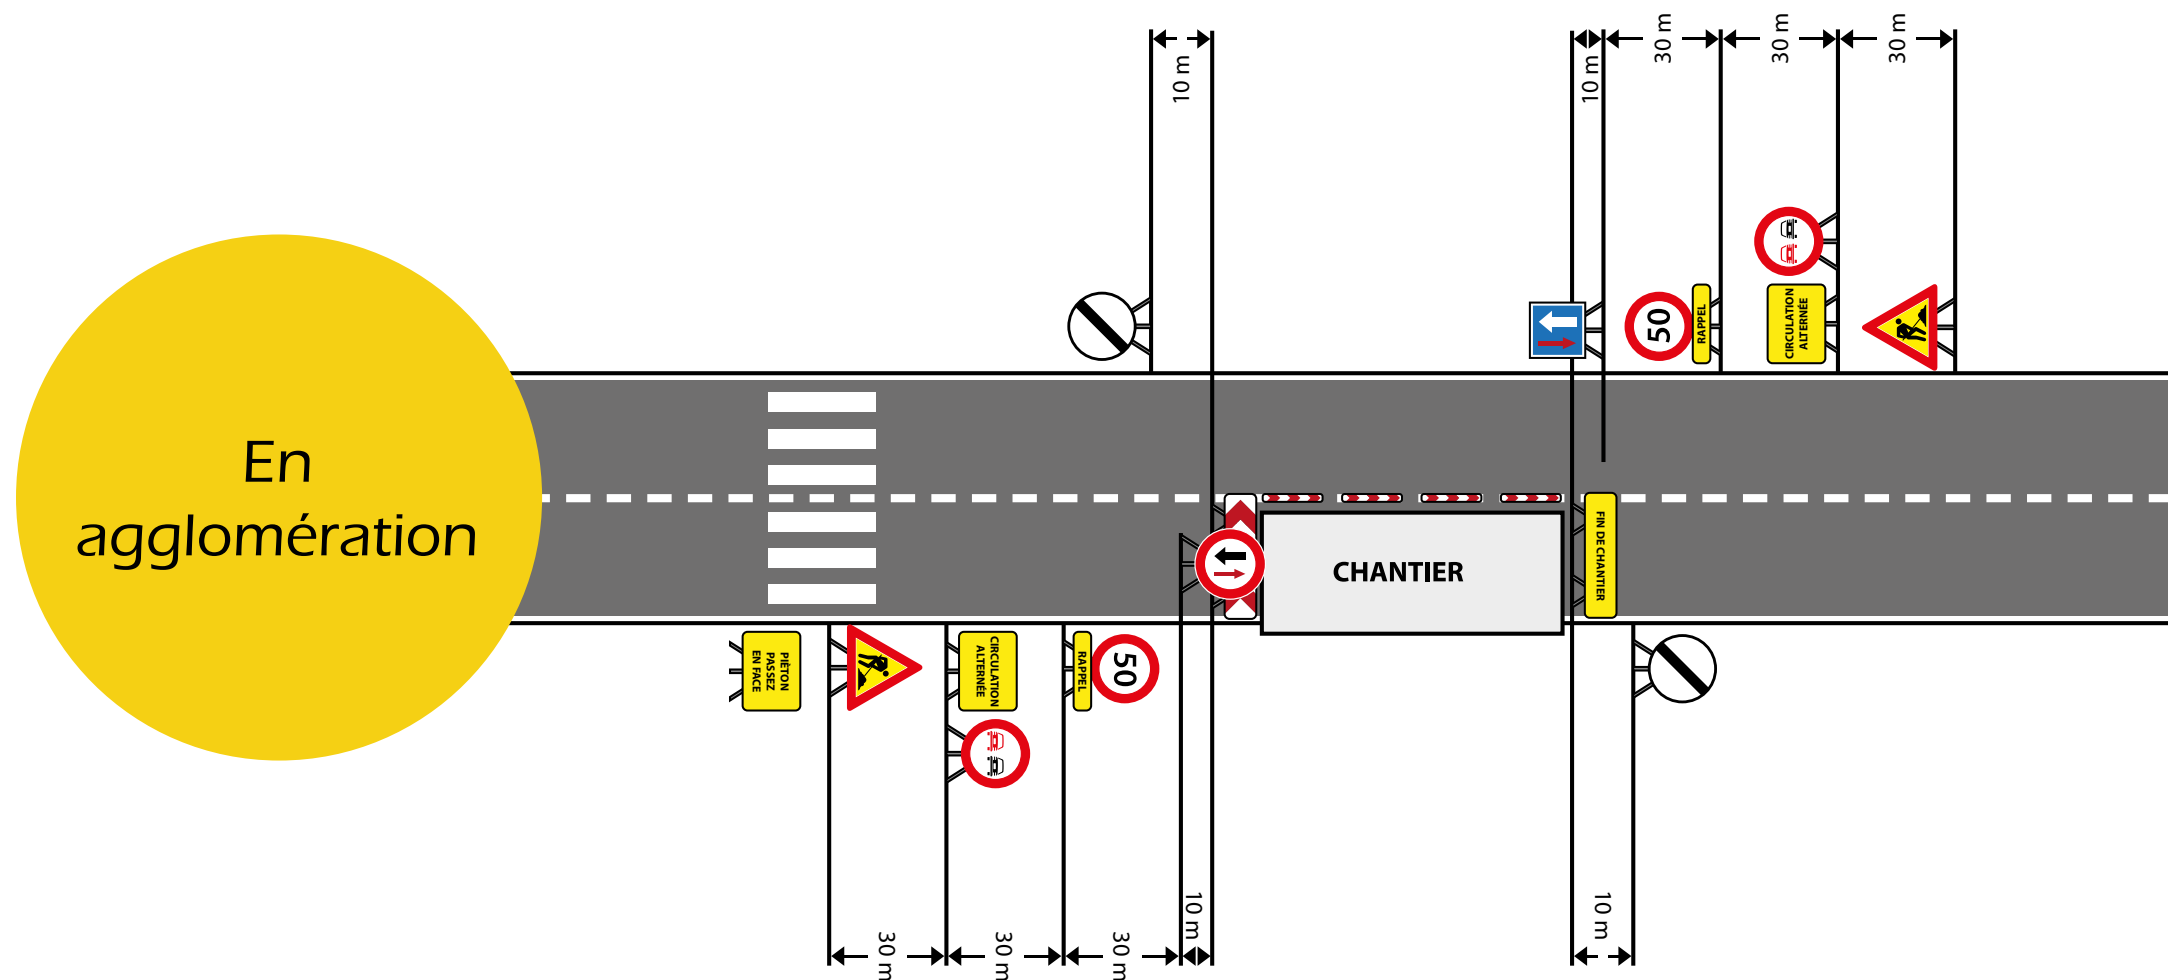 10 m
10 m
30 m
30 m
30 m
50
RAPPEL
CIRCULATION
ALTERNÉE
En
agglomération
CHANTIER
FIN DE CHANTIER
PIÉTON
PASSEZ
EN FACE
CIRCULATION
ALTERNÉE
RAPPEL
50
30 m
30 m
30 m
10 m
10 m